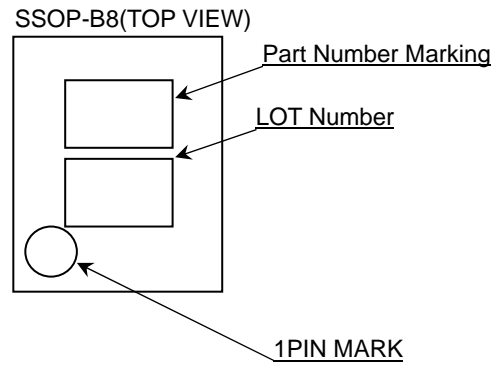 SSOP-B8(TOP VIEW)
Part Number Marking
LOT Number
1PIN MARK